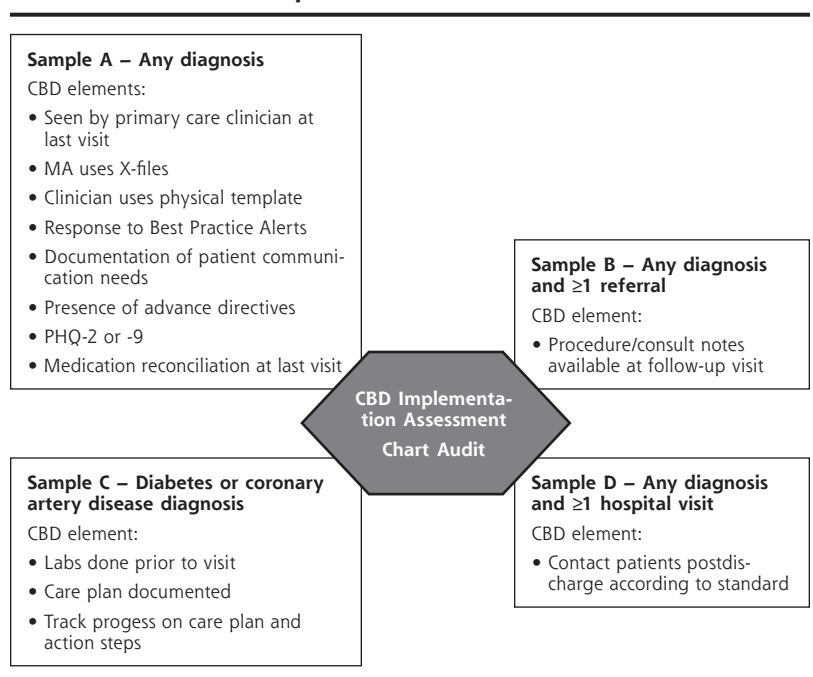 Sample A – Any diagnosis
CBD elements:
• Seen by primary care clinician at
last visit
• MA uses X-files
• Clinician uses physical template
• Response to Best Practice Alerts
• Documentation of patient communi-
cation needs
• Presence of advance directives
• PHQ-2 or -9
• Medication reconciliation at last visit
Sample B – Any diagnosis
and ≥1 referral
CBD element:
• Procedure/consult notes
available at follow-up visit
CBD Implementa-
tion Assessment
Chart Audit
Sample C – Diabetes or coronary
artery disease diagnosis
CBD element:
• Labs done prior to visit
• Care plan documented
• Track progess on care plan and
action steps
Sample D – Any diagnosis
and ≥1 hospital visit
CBD element:
• Contact patients postdis-
charge according to standard